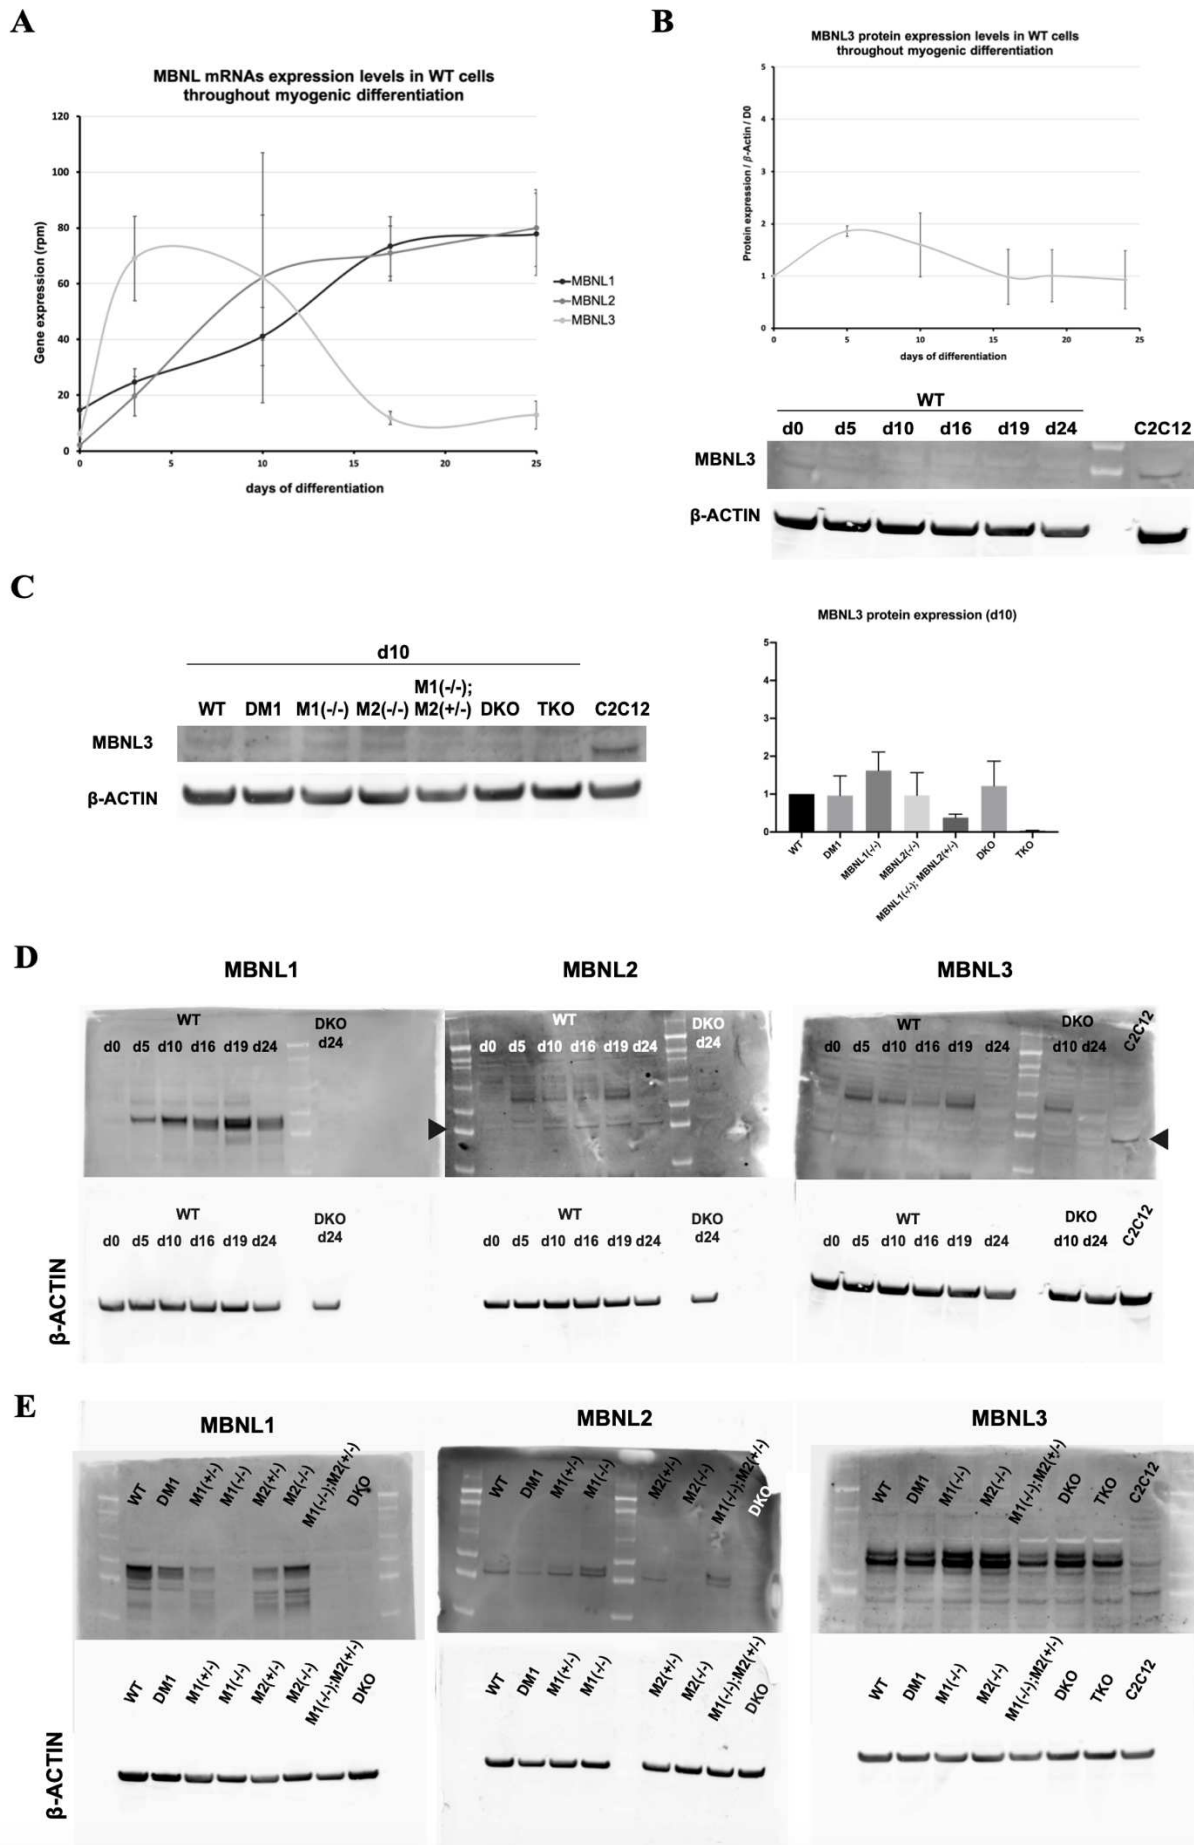 A
MBNL mRNAs expression levels in WT cells
throughout myogenic differentiation
Gene expression (rpm)
120
100
80
60
40
20
0
0 5 10 15 20 25
days of differentiation
MBNL1
MBNL2
MBNL3
B
MBNL3 protein expression levels in WT cells
throughout myogenic differentiation
Protein expression / β-Actin / D0
5
4
3
2
1
0
0 5 10 15 20 25
days of differentiation
WT
d0 d5 d10 d16 d19 d24 C2C12
MBNL3
β-ACTIN
C
d10
M1(-/-);
WT DM1 M1(-/-) M2(-/-) M2(+/-) DKO TKO C2C12
MBNL3
β-ACTIN
MBNL3 protein expression (d10)
5
4
3
2
1
0
WT
DM1
MBNL1(-/-)
MBNL2(-/-)
MBNL1(-/-); MBNL2(+/-)
DKO
TKO
D
MBNL1 MBNL2 MBNL3
WT DKO
d0 d5 d10 d16 d19 d24 d24
WT DKO
d0 d5 d10 d16 d19 d24 d24
WT DKO
d0 d5 d10 d16 d19 d24 d10 d24 C2C12
β-ACTIN
WT DKO
d0 d5 d10 d16 d19 d24 d24
WT DKO
d0 d5 d10 d16 d19 d24 d24
WT DKO
d0 d5 d10 d16 d19 d24 d10 d24 C2C12
E
MBNL1 MBNL2 MBNL3
WT DM1 M1(+/-) M1(-/-) M2(+/-) M2(-/-) M1(-/-);M2(+/-) DKO
WT DM1 M1(+/-) M1(-/-) M2(+/-) M2(-/-) M1(-/-);M2(+/-) DKO
WT DM1 M1(-/-) M2(-/-) M1(-/-);M2(+/-) DKO TKO C2C12
β-ACTIN
WT DM1 M1(+/-) M1(-/-) M2(+/-) M2(-/-) M1(-/-);M2(+/-) DKO
WT DM1 M1(+/-) M1(-/-) M2(+/-) M2(-/-) M1(-/-);M2(+/-) DKO
WT DM1 M1(-/-) M2(-/-) M1(-/-);M2(+/-) DKO TKO C2C12